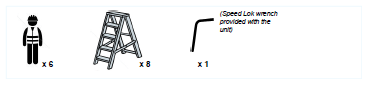 (Speed Lok wrench
provided with the
unit)
x 6
x 8
x 1